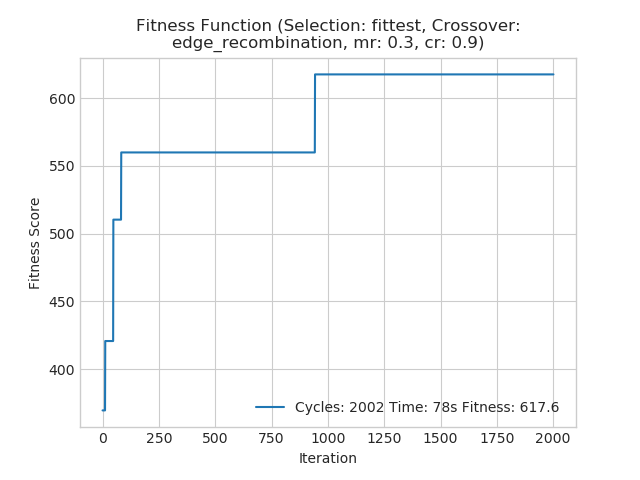 Fitness Function (Selection: fittest, Crossover:
edge_recombination, mr: 0.3, cr: 0.9)
600
550
500
450
400
Fitness Score
Cycles: 2002 Time: 78s Fitness: 617.6
0 250 500 750 1000 1250 1500 1750 2000
Iteration